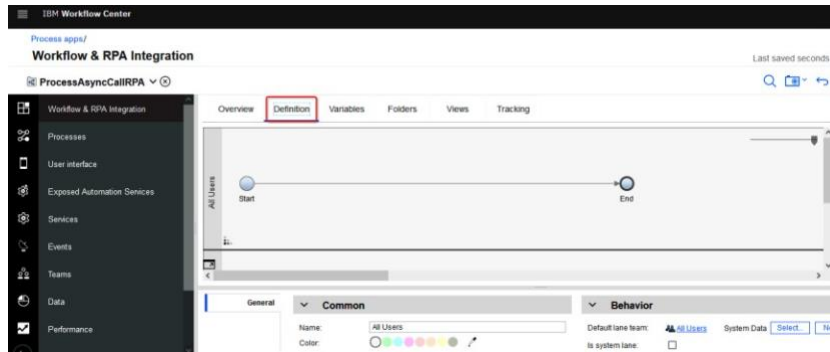 IBM Workflow Center
Process apps/
Workflow & RPA Integration
Last saved seconds
ProcessAsyncCallRPA
Workflow & RPA Integration
Processes
User interface
Exposed Automation Services
Services
Events
Teams
Data
Performance
Overview Definition Variables Folders Views Tracking
All Users
Start
End
General
Common
Name: All Users
Color:
Behavior
Default lane team: All Users System Data Select...
Is system lane: